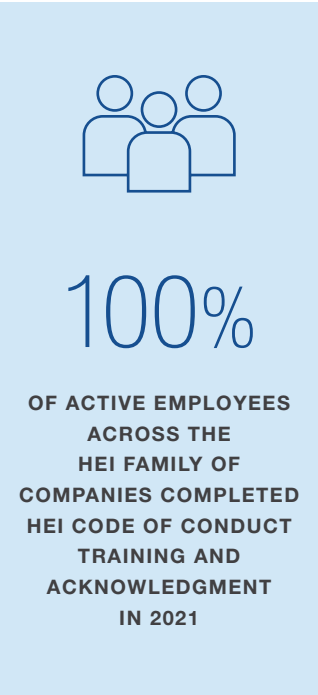 100%
OF ACTIVE EMPLOYEES
ACROSS THE
HEI FAMILY OF
COMPANIES COMPLETED
HEI CODE OF CONDUCT
TRAINING AND
ACKNOWLEDGMENT
IN 2021